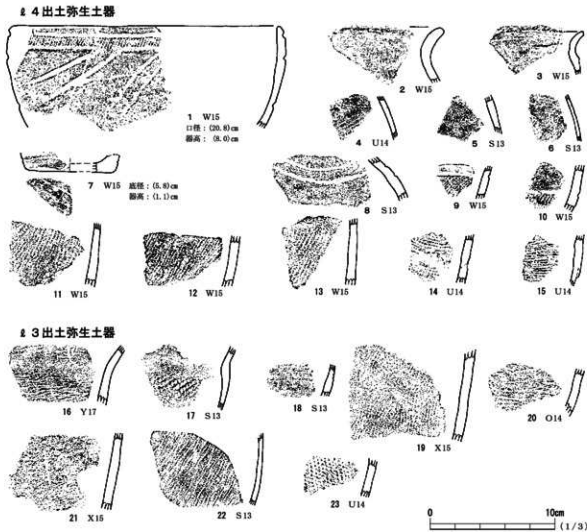 ℓ 4出土弥生土器
1 W15
口径：(20.8)cm
器高：(8.0)cm
2 W15
3 W15
4 U14
5 S13
6 S13
7 W15
底径：(5.8)cm
器高：(1.1)cm
8 S13
9 W15
10 W15
11 W15
12 W15
13 W15
14 U14
15 U14
ℓ 3出土弥生土器
16 Y17
17 S13
18 S13
19 X15
20 O14
21 X15
22 S13
23 U14
0 10cm
(1/3)